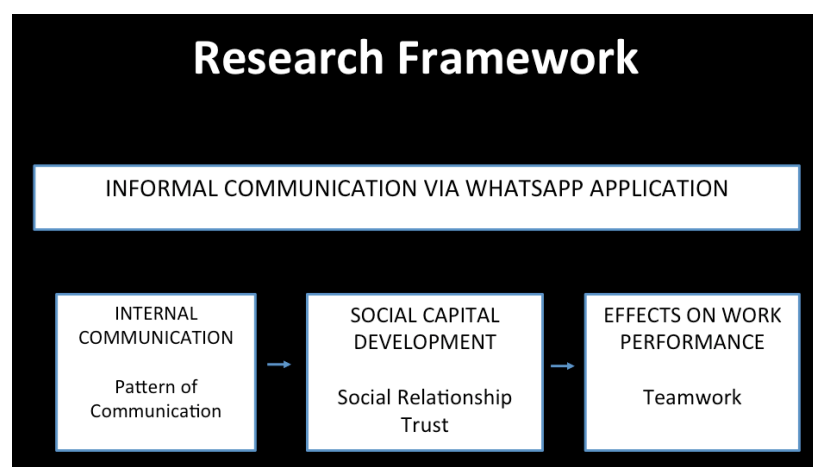 Research Framework
INFORMAL COMMUNICATION VIA WHATSAPP APPLICATION
INTERNAL
COMMUNICATION
Pattern of
Communication
SOCIAL CAPITAL
DEVELOPMENT
Social Relationship
Trust
EFFECTS ON WORK
PERFORMANCE
Teamwork